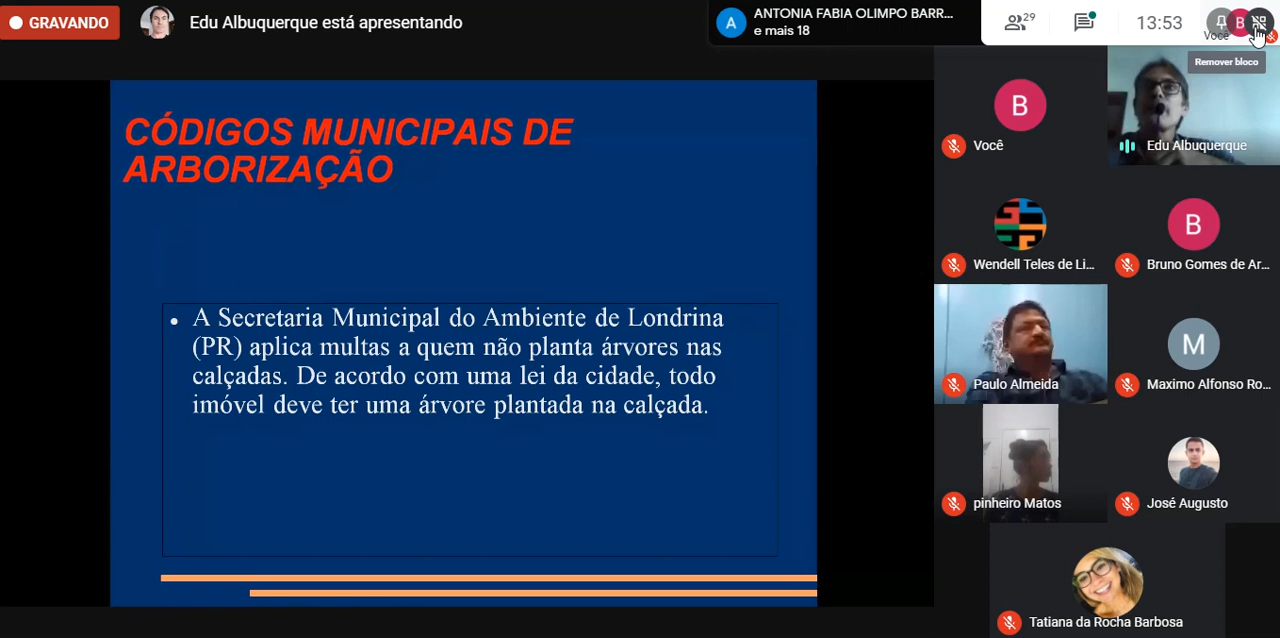 GRAVANDO
Edu Albuquerque está apresentando
A
ANTONIA FABIA OLIMPO BARR...
e mais 18
29
13:53
B
Você
Remover bloco
CÓDIGOS MUNICIPAIS DE
ARBORIZAÇÃO
• A Secretaria Municipal do Ambiente de Londrina
(PR) aplica multas a quem não planta árvores nas
calçadas. De acordo com uma lei da cidade, todo
imóvel deve ter uma árvore plantada na calçada.
B
Você
Edu Albuquerque
Wendell Teles de Li...
B
Bruno Gomes de Ar...
Paulo Almeida
M
Maximo Alfonso Ro...
pinheiro Matos
José Augusto
Tatiana da Rocha Barbosa